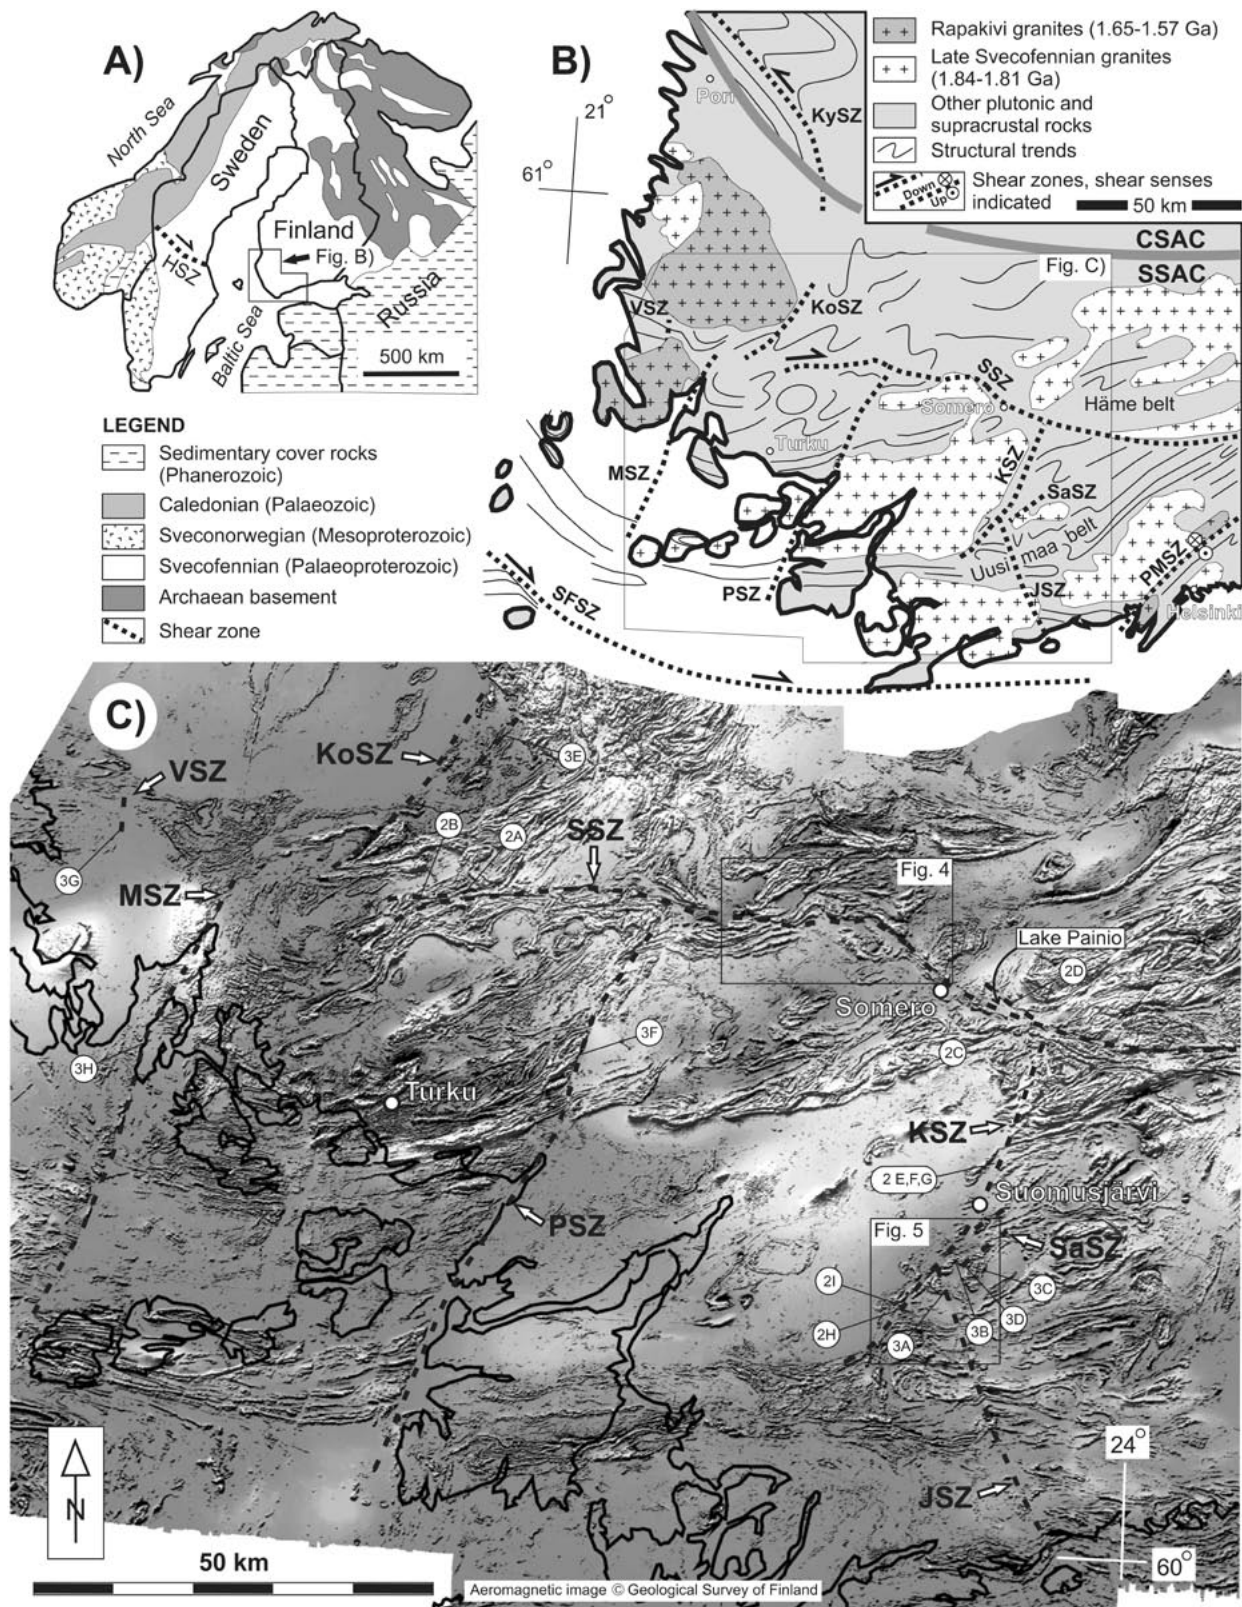 A)
North Sea
Sweden
Finland
Fig. B)
HSZ
Russia
Baltic Sea
500 km
LEGEND
Sedimentary cover rocks
(Phanerozoic)
Caledonian (Palaeozoic)
Sveconorwegian (Mesoproterozoic)
Svecofennian (Palaeoproterozoic)
Archaean basement
Shear zone
B)
Rapakivi granites (1.65-1.57 Ga)
Late Svecofennian granites
(1.84-1.81 Ga)
Other plutonic and
supracrustal rocks
Structural trends
Down
Up
Shear zones, shear senses
indicated
50 km
Pori
21°
61°
KySZ
CSAC
SSAC
Fig. C)
VSZ
KoSZ
SSZ
Somero
Häme belt
Turku
MSZ
KSZ
SaSZ
Uusimaa belt
PSZ
JSZ
PMSZ
Helsinki
SFSZ
C)
KoSZ
VSZ
3E
2B
2A
SSZ
3G
MSZ
Fig. 4
Lake Painio
2D
Somero
3F
2C
3H
Turku
KSZ
2 E,F,G
Suomusjärvi
PSZ
Fig. 5
SaSZ
2I
3C
2H
3A
3B
3D
24°
JSZ
N
60°
50 km
Aeromagnetic image © Geological Survey of Finland